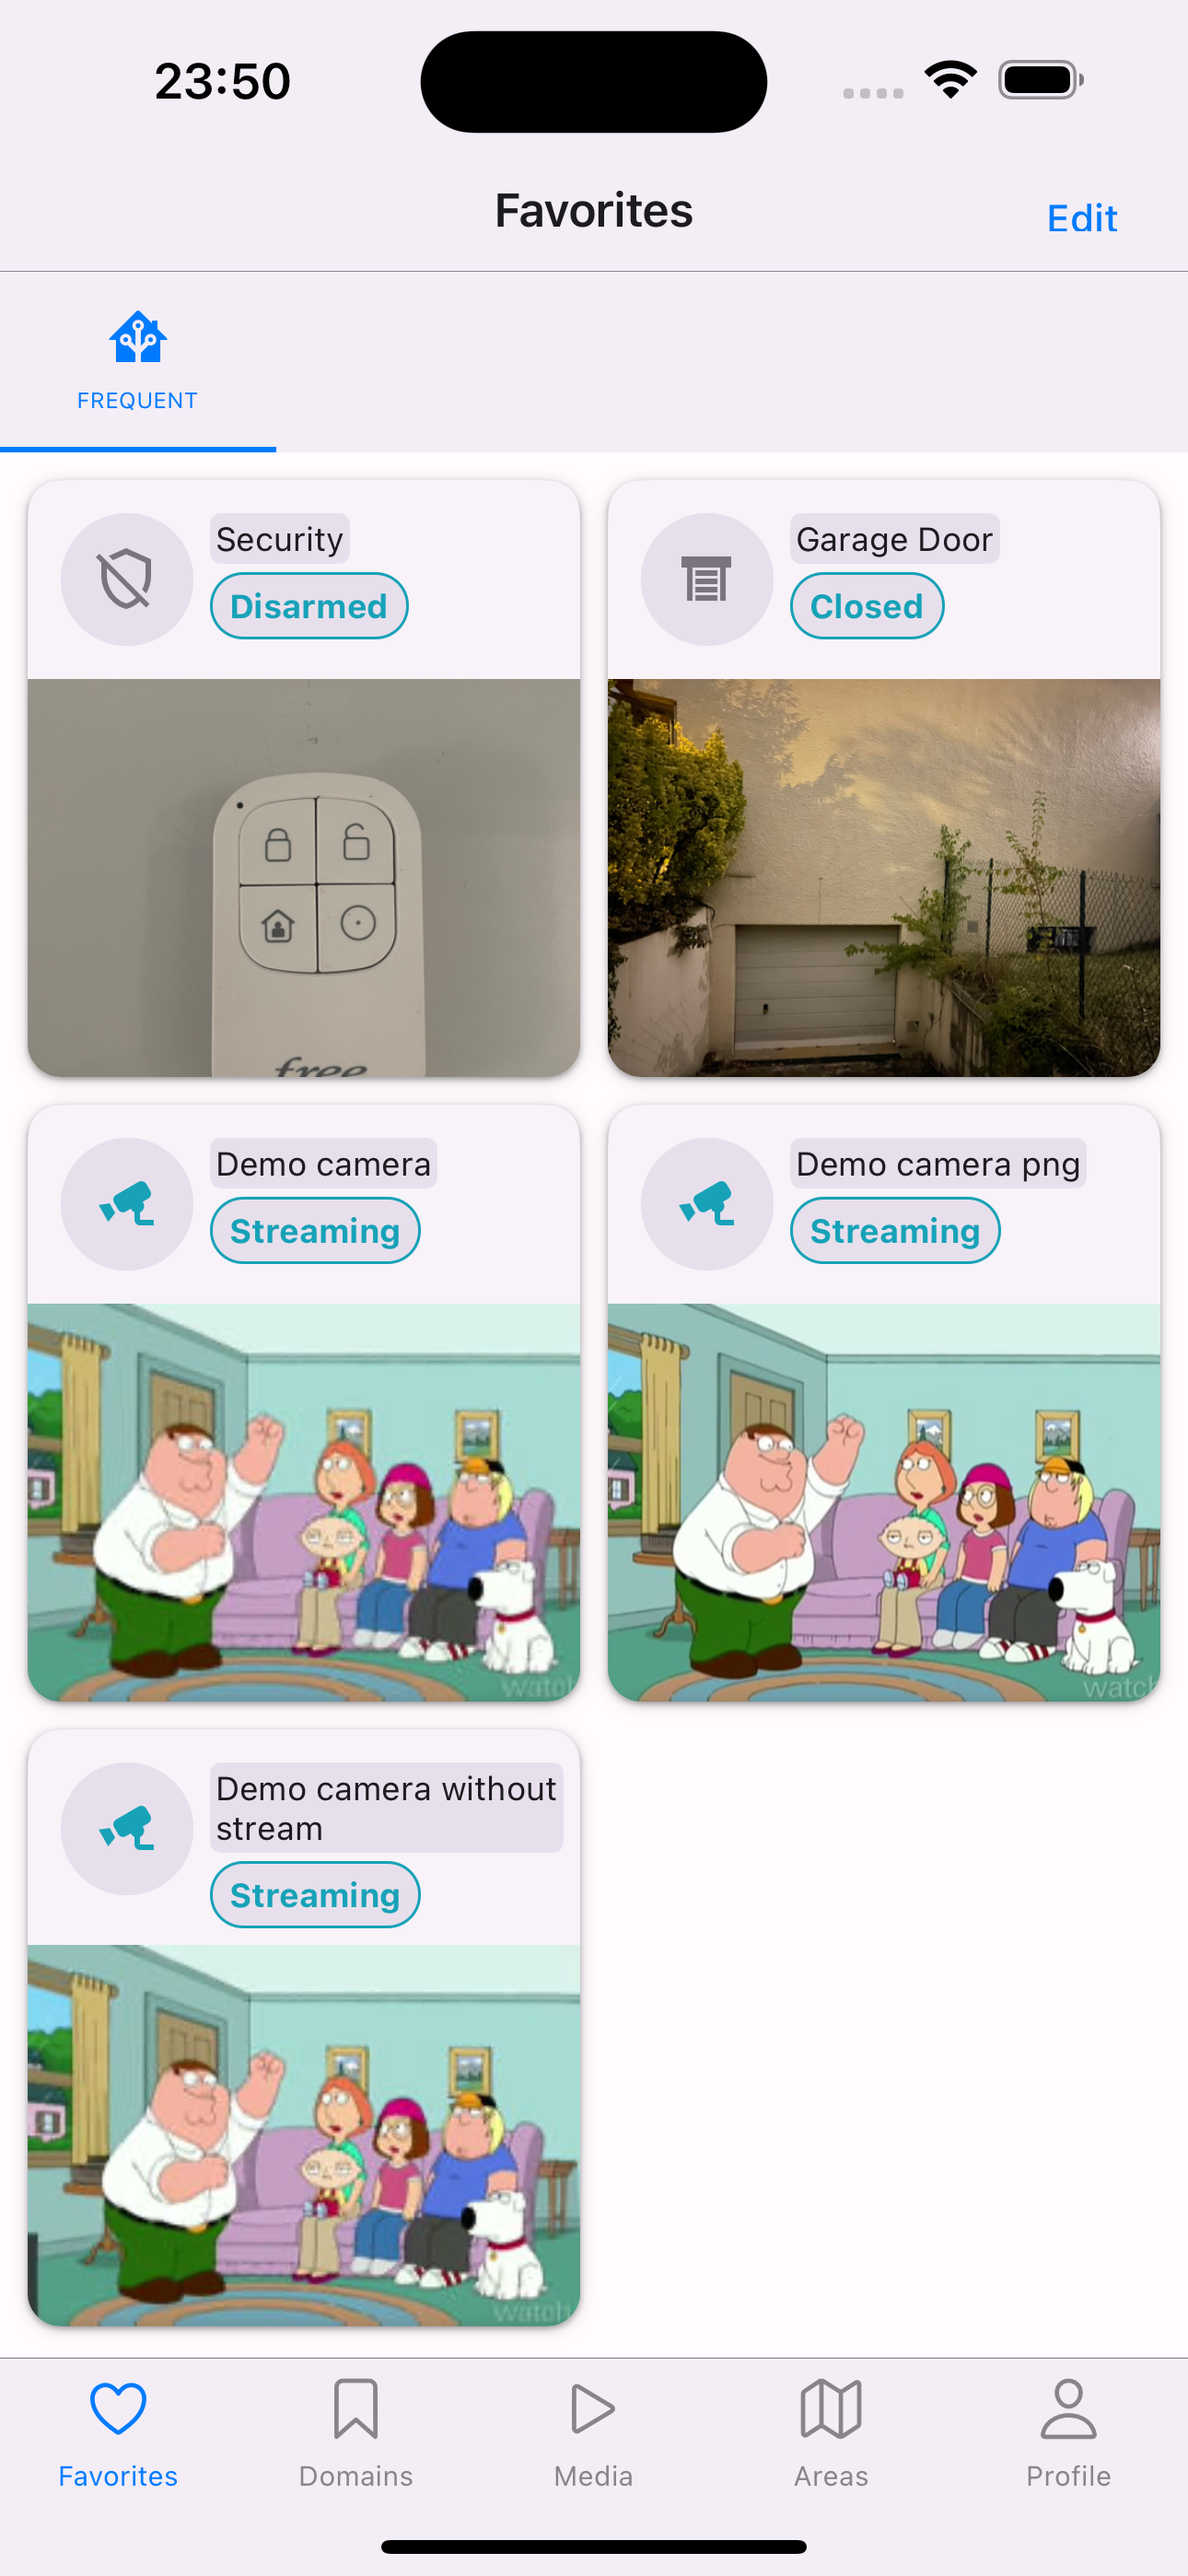 23:50
Favorites
Edit
FREQUENT
Security
Disarmed
Garage Door
Closed
free
Demo camera
Streaming
Demo camera png
Streaming
watch
Demo camera without
stream
Streaming
watch
Favorites
Domains
Media
Areas
Profile